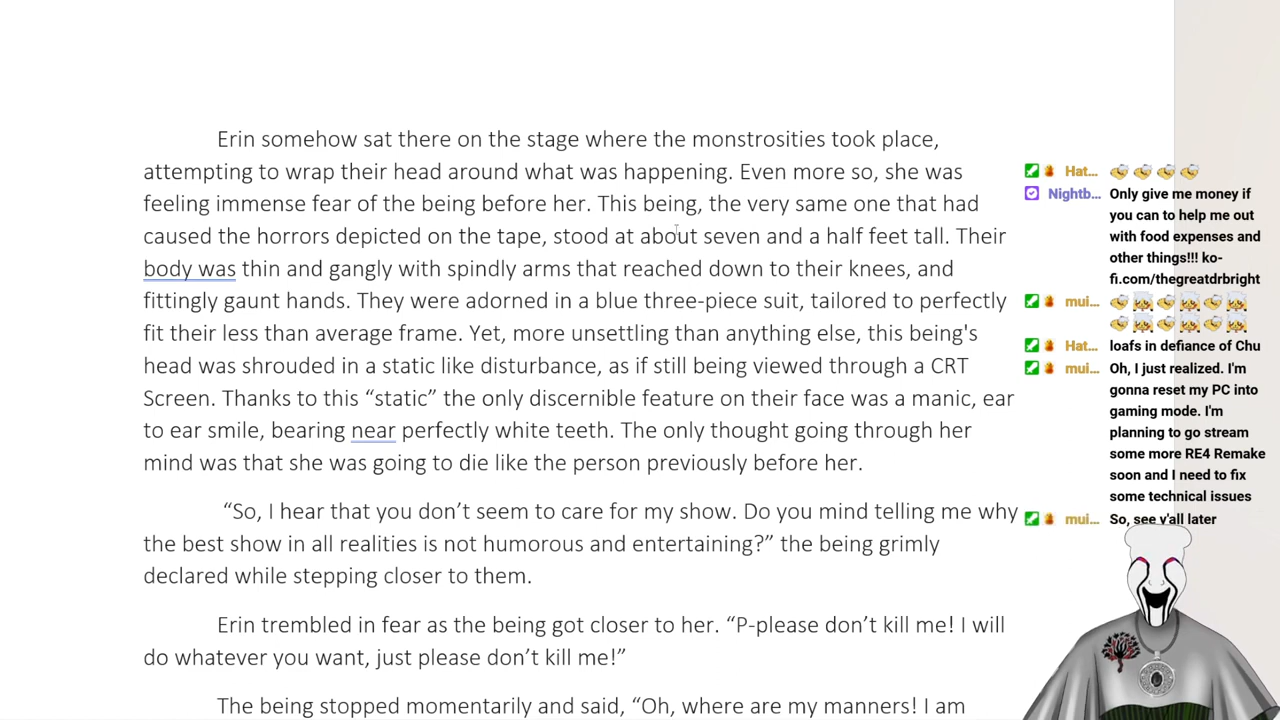 Erin somehow sat there on the stage where the monstrosities took place,
attempting to wrap their head around what was happening. Even more so, she was
feeling immense fear of the being before her. This being, the very same one that had
caused the horrors depicted on the tape, stood at about seven and a half feet tall. Their
body was thin and gangly with spindly arms that reached down to their knees, and
fittingly gaunt hands. They were adorned in a blue three-piece suit, tailored to perfectly
fit their less than average frame. Yet, more unsettling than anything else, this being's
head was shrouded in a static like disturbance, as if still being viewed through a CRT
Screen. Thanks to this “static” the only discernible feature on their face was a manic, ear
to ear smile, bearing near perfectly white teeth. The only thought going through her
mind was that she was going to die like the person previously before her.
“So, I hear that you don’t seem to care for my show. Do you mind telling me why
the best show in all realities is not humorous and entertaining?” the being grimly
declared while stepping closer to them.
Erin trembled in fear as the being got closer to her. “P-please don’t kill me! I will
do whatever you want, just please don’t kill me!”
The being stopped momentarily and said, “Oh, where are my manners! I am
Hat...
Nightb... Only give me money if
you can to help me out
with food expenses and
other things!!! ko-
fi.com/thegreatdrbright
mui...
Hat... loafs in defiance of Chu
mui... Oh, I just realized. I'm
gonna reset my PC into
gaming mode. I'm
planning to go stream
some more RE4 Remake
soon and I need to fix
some technical issues
mui... So, see y'all later